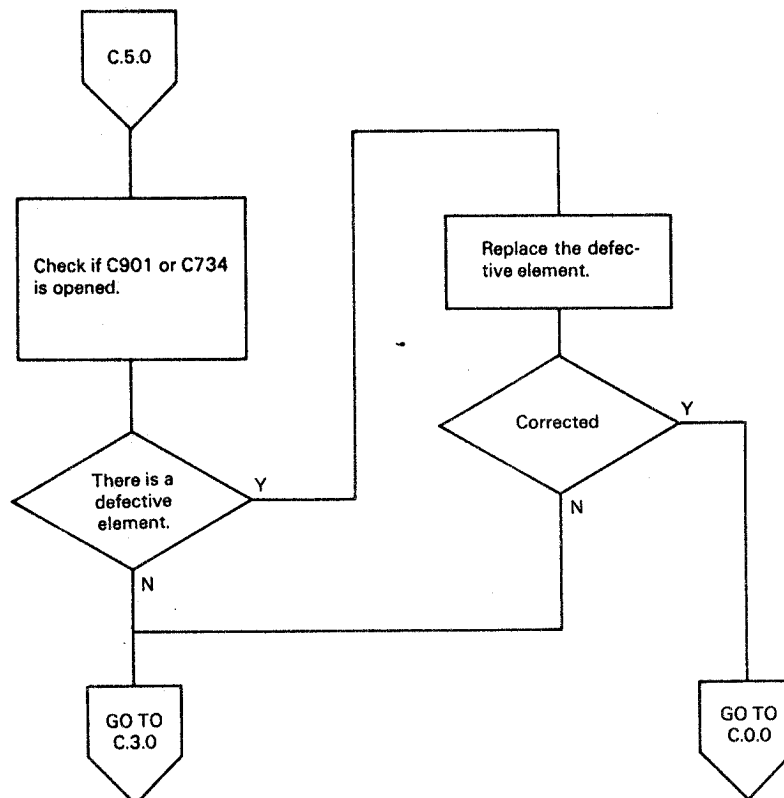 C.5.0
Check if C901 or C734
is opened.
There is a
defective
element.
Y
N
GO TO
C.3.0
Replace the defec-
tive element.
Corrected
Y
N
GO TO
C.0.0